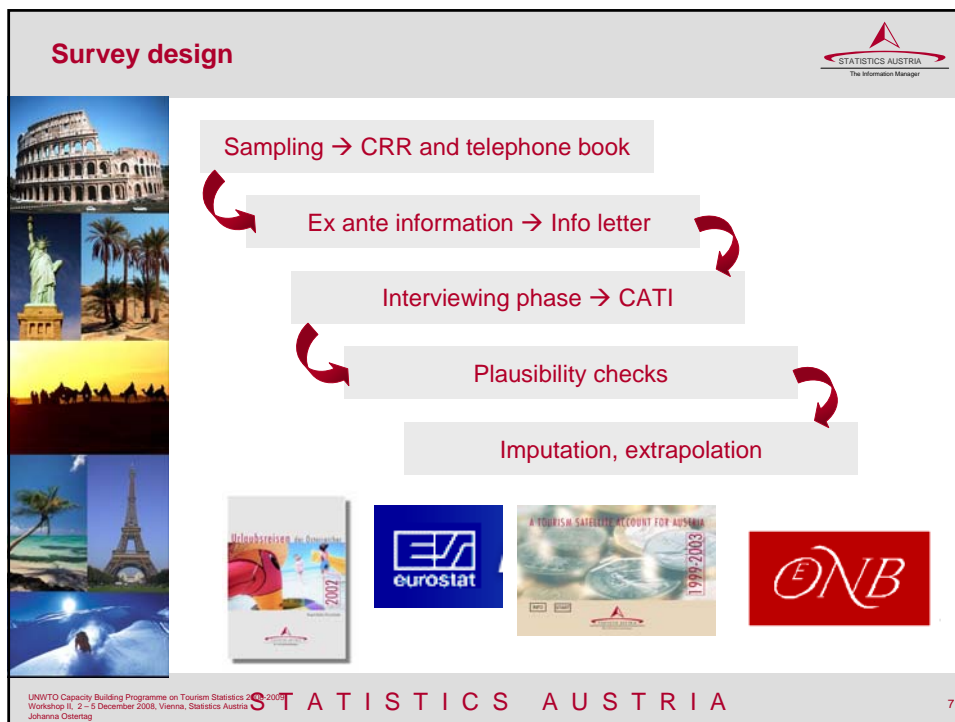 Survey design
STATISTICS AUSTRIA
The Information Manager
Sampling → CRR and telephone book
Ex ante information → Info letter
Interviewing phase → CATI
Plausibility checks
Imputation, extrapolation
Urlaubsreisen der Österreicher
2002
eurostat
A TOURISM SATELLITE ACCOUNT FOR AUSTRIA
1999-2003
OeNB
UNWTO Capacity Building Programme on Tourism Statistics 2008-2009
Workshop II, 2 – 5 December 2008, Vienna, Statistics Austria
Johanna Ostertag
STATISTICS AUSTRIA
7